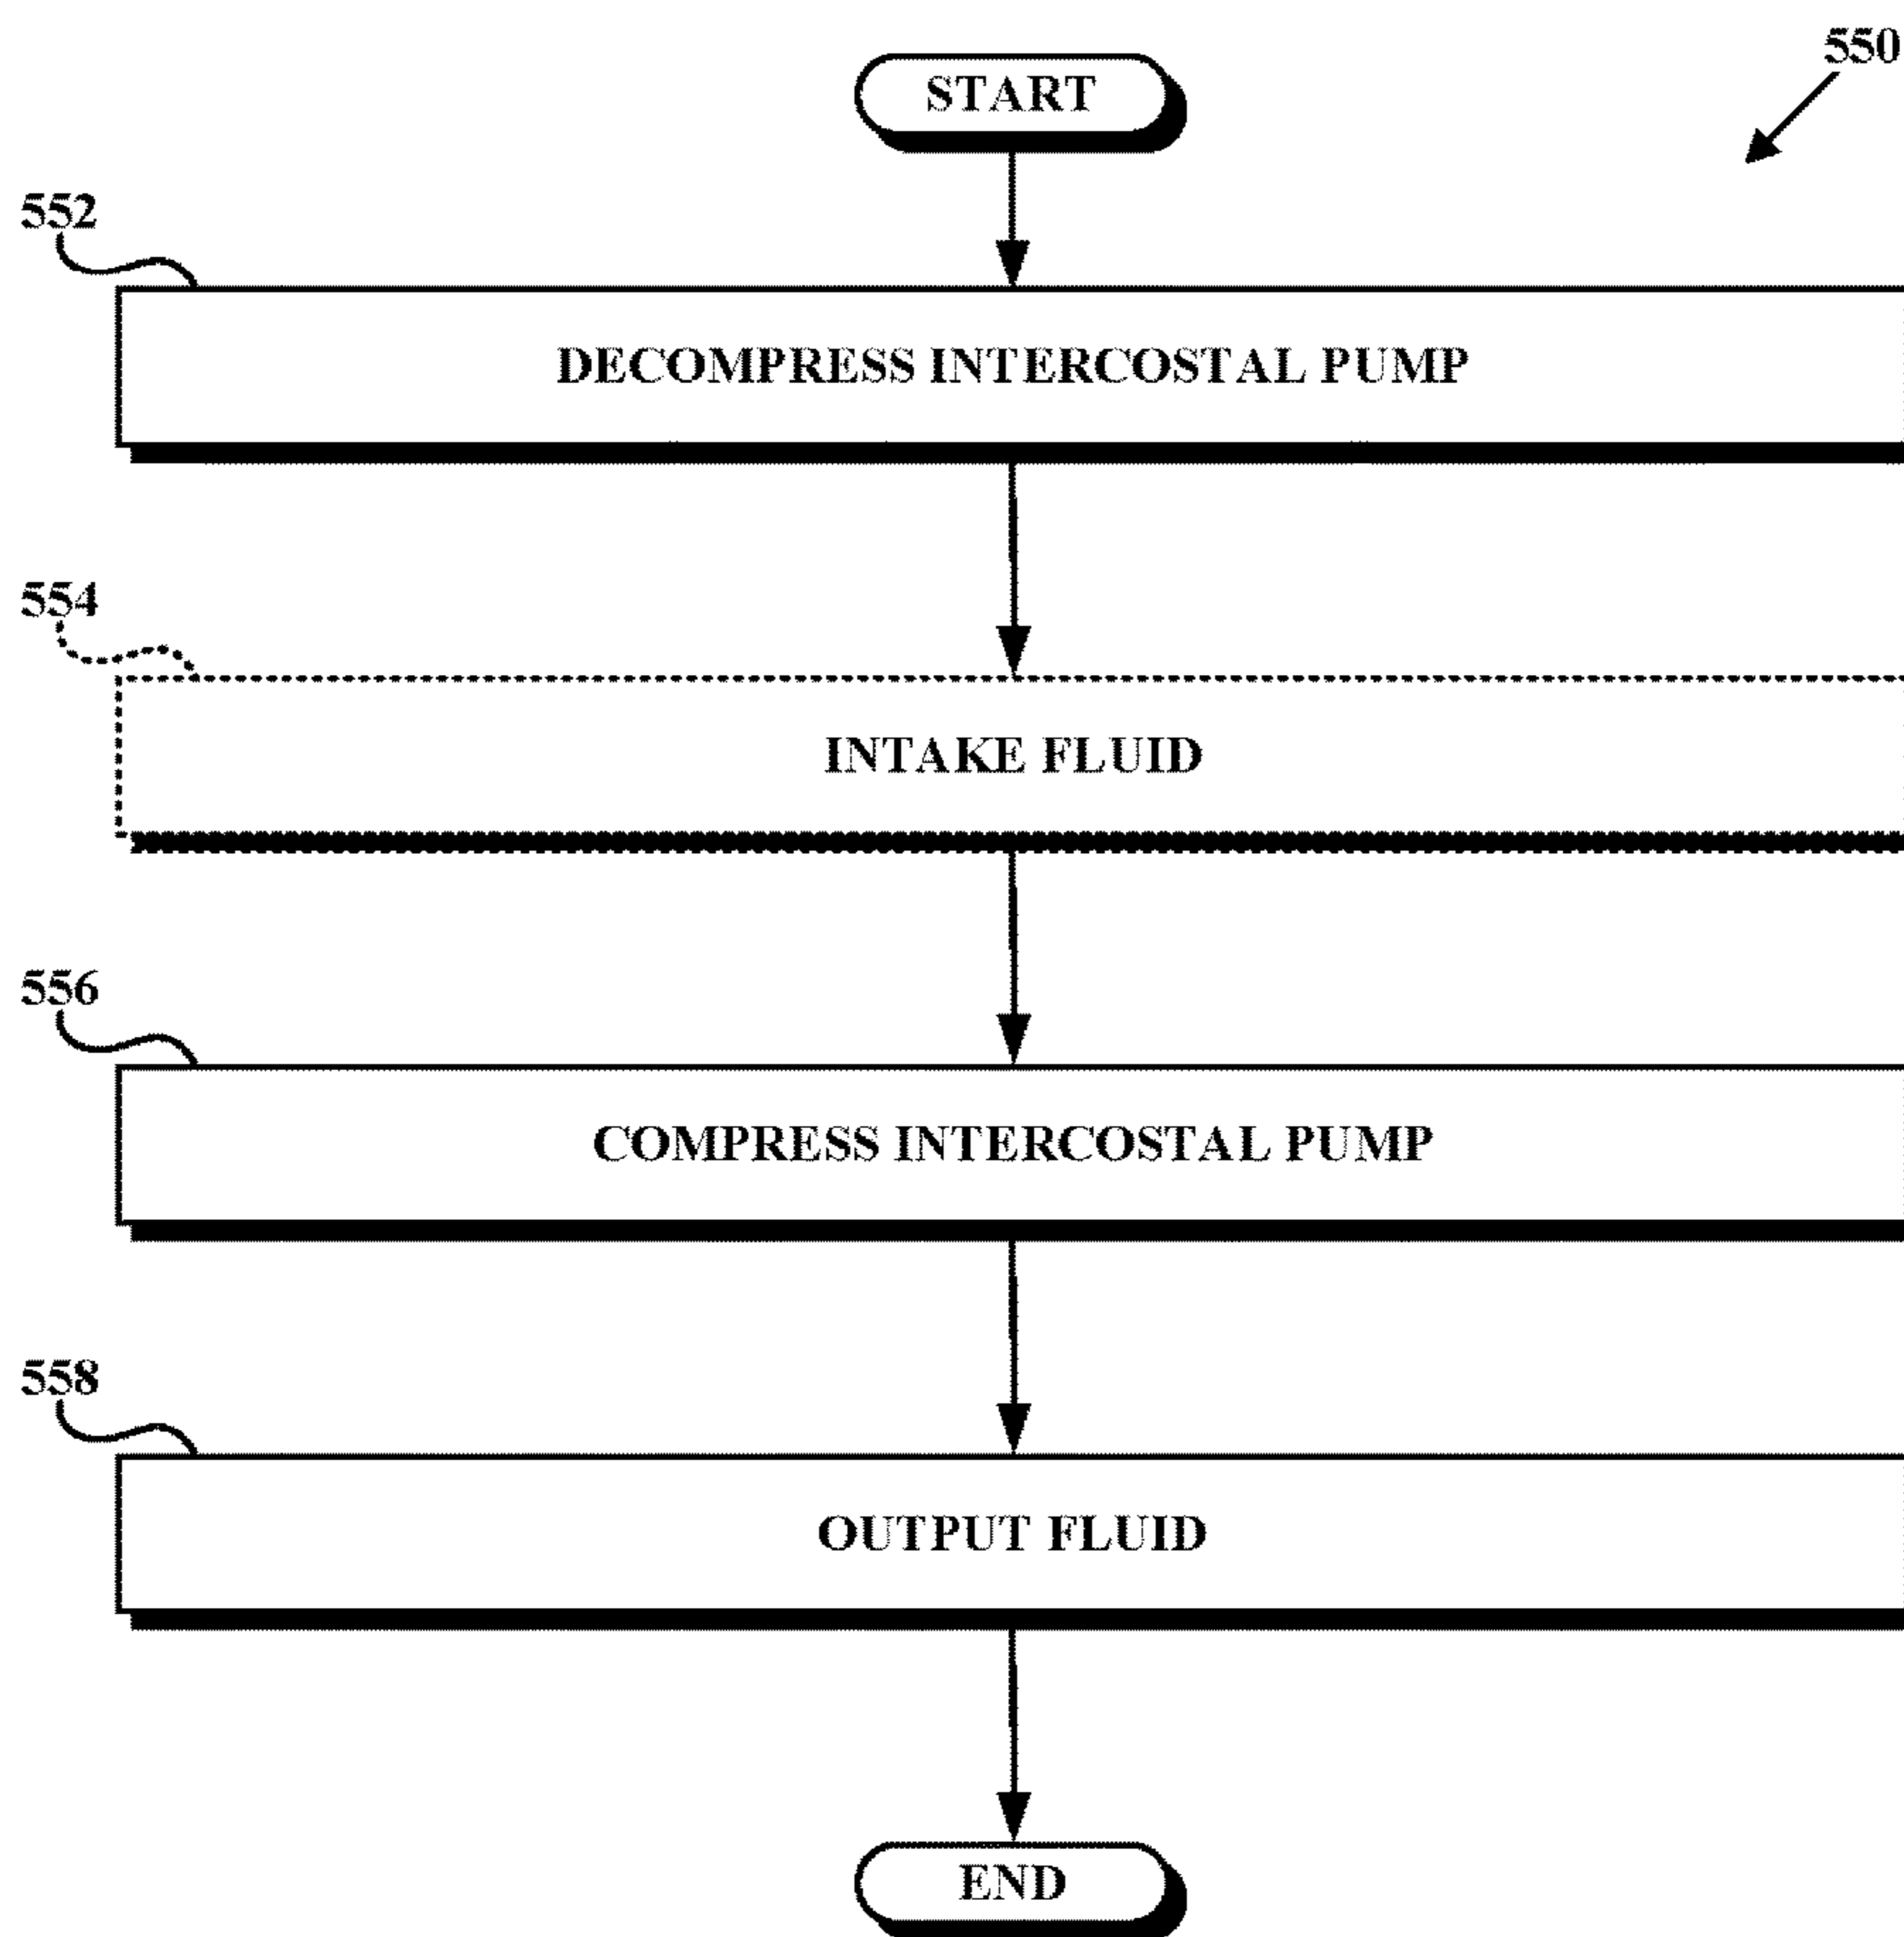 550
START
552
DECOMPRESS INTERCOSTAL PUMP
554
INTAKE FLUID
556
COMPRESS INTERCOSTAL PUMP
558
OUTPUT FLUID
END